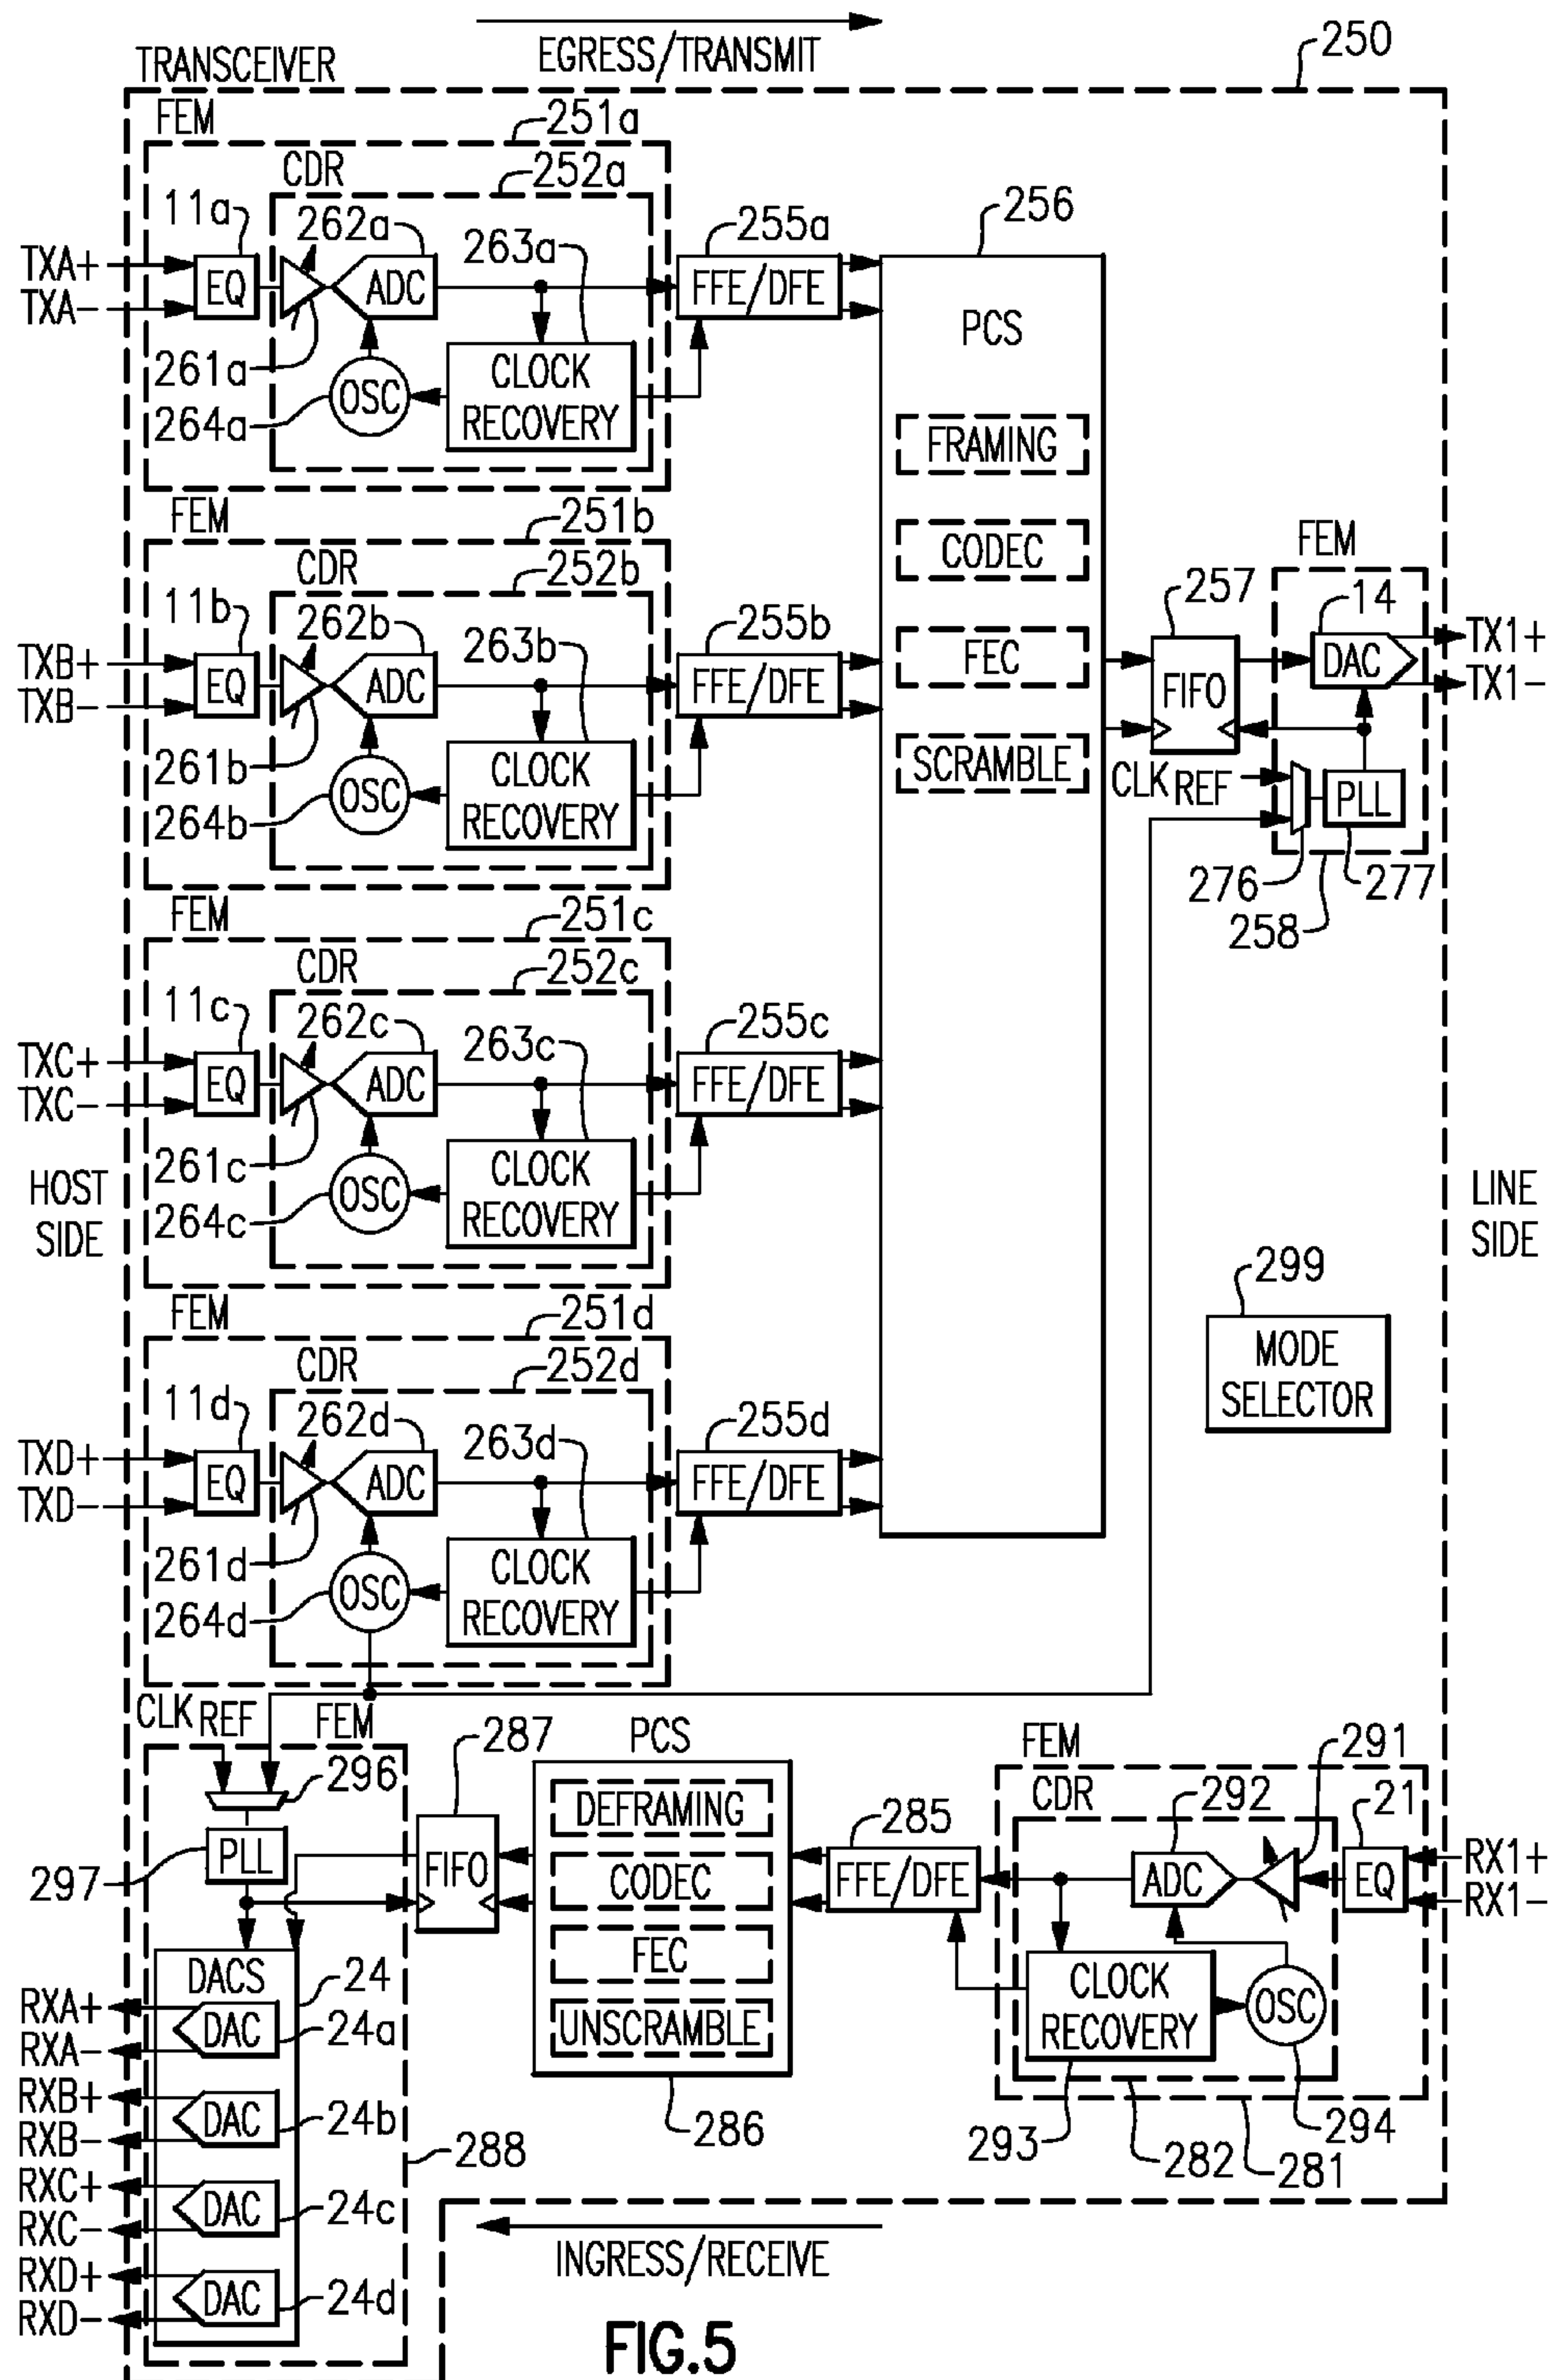 EGRESS/TRANSMIT
250
TRANSCEIVER
FEM
251a
CDR
252a
11a
262a
263a
255a
256
TXA+
TXA-
EQ
ADC
FFE/DFE
PCS
261a
OSC
CLOCK
RECOVERY
264a
FRAMING
CODEC
FEC
SCRAMBLE
FEM
251b
CDR
252b
11b
262b
263b
255b
TXB+
TXB-
EQ
ADC
FFE/DFE
261b
OSC
CLOCK
RECOVERY
264b
257
FEM
14
FIFO
DAC
TX1+
TX1-
CLK REF
PLL
276
277
258
FEM
251c
CDR
252c
11c
262c
263c
255c
TXC+
TXC-
EQ
ADC
FFE/DFE
261c
OSC
CLOCK
RECOVERY
264c
HOST
SIDE
LINE
SIDE
299
MODE
SELECTOR
FEM
251d
CDR
252d
11d
262d
263d
255d
TXD+
TXD-
EQ
ADC
FFE/DFE
261d
OSC
CLOCK
RECOVERY
264d
CLK REF
FEM
296
PLL
297
287
FIFO
PCS
DEFRAMING
CODEC
FEC
UNSCRAMBLE
286
285
FFE/DFE
FEM
CDR
292
291
21
ADC
EQ
RX1+
RX1-
CLOCK
RECOVERY
OSC
293
282
281
294
DACS
24
RXA+
RXA-
DAC
24a
RXB+
RXB-
DAC
24b
288
RXC+
RXC-
DAC
24c
RXD+
RXD-
DAC
24d
INGRESS/RECEIVE
FIG.5